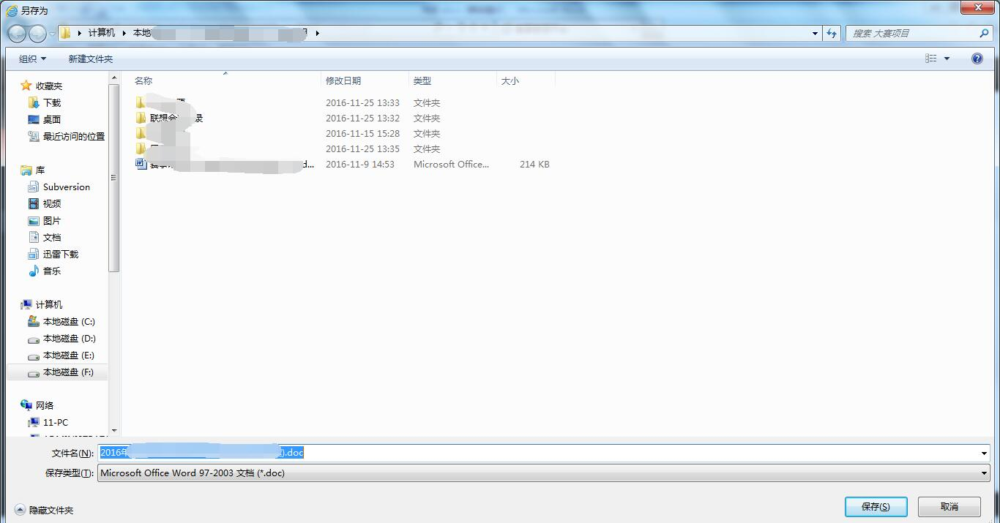 另存为
计算机 本地
搜索 大赛项目
组织 新建文件夹
名称 修改日期 类型 大小
收藏夹
下载
桌面
最近访问的位置
库
Subversion
视频
图片
文档
迅雷下载
音乐
计算机
本地磁盘 (C:)
本地磁盘 (D:)
本地磁盘 (E:)
本地磁盘 (F:)
网络
11-PC
2016-11-25 13:33 文件夹
联想会 录 2016-11-25 13:32 文件夹
2016-11-15 15:28 文件夹
2016-11-25 13:35 文件夹
d... 2016-11-9 14:53 Microsoft Office... 214 KB
文件名(N): 2016年 ).doc
保存类型(T): Microsoft Office Word 97-2003 文档 (*.doc)
隐藏文件夹 保存(S) 取消